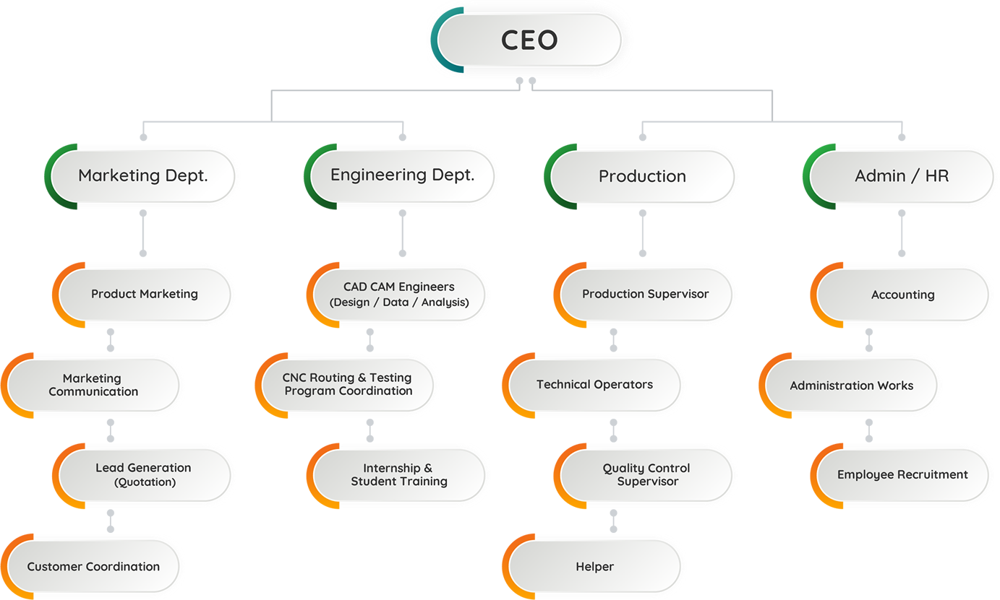 CEO
Marketing Dept.
Engineering Dept.
Production
Admin / HR
Product Marketing
CAD CAM Engineers
(Design / Data / Analysis)
Production Supervisor
Accounting
Marketing
Communication
CNC Routing & Testing
Program Coordination
Technical Operators
Administration Works
Lead Generation
(Quotation)
Internship &
Student Training
Quality Control
Supervisor
Employee Recruitment
Customer Coordination
Helper